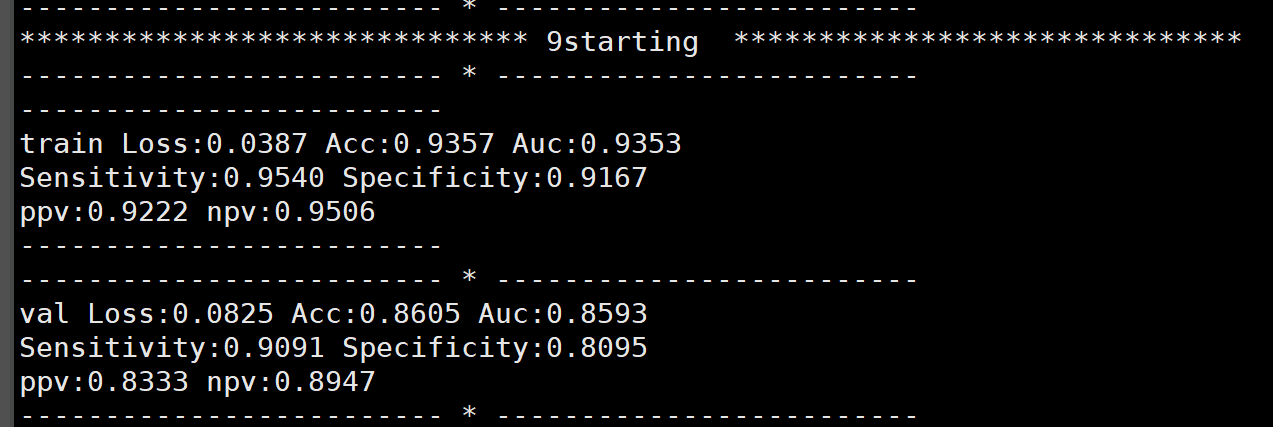 ------------------------- * -------------------------
****************************** 9starting  ******************************
------------------------- * -------------------------
-------------------------
train Loss:0.0387 Acc:0.9357 Auc:0.9353
Sensitivity:0.9540 Specificity:0.9167
ppv:0.9222 npv:0.9506
-------------------------
------------------------- * -------------------------
val Loss:0.0825 Acc:0.8605 Auc:0.8593
Sensitivity:0.9091 Specificity:0.8095
ppv:0.8333 npv:0.8947
------------------------- * -------------------------